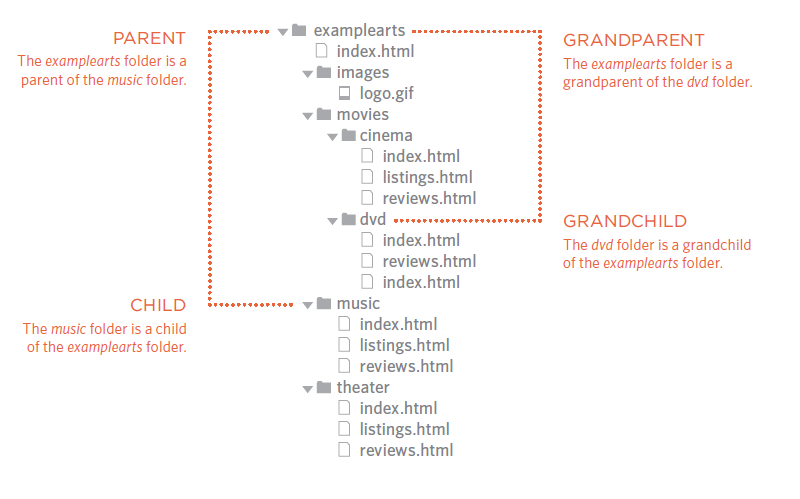 PARENT
The examplearts folder is a
parent of the music folder.
examplearts
index.html
images
logo.gif
movies
cinema
index.html
listings.html
reviews.html
dvd
index.html
reviews.html
index.html
music
index.html
listings.html
reviews.html
theater
index.html
listings.html
reviews.html
GRANDPARENT
The examplearts folder is a
grandparent of the dvd folder.
GRANDCHILD
The dvd folder is a grandchild
of the examplearts folder.
CHILD
The music folder is a child
of the examplearts folder.